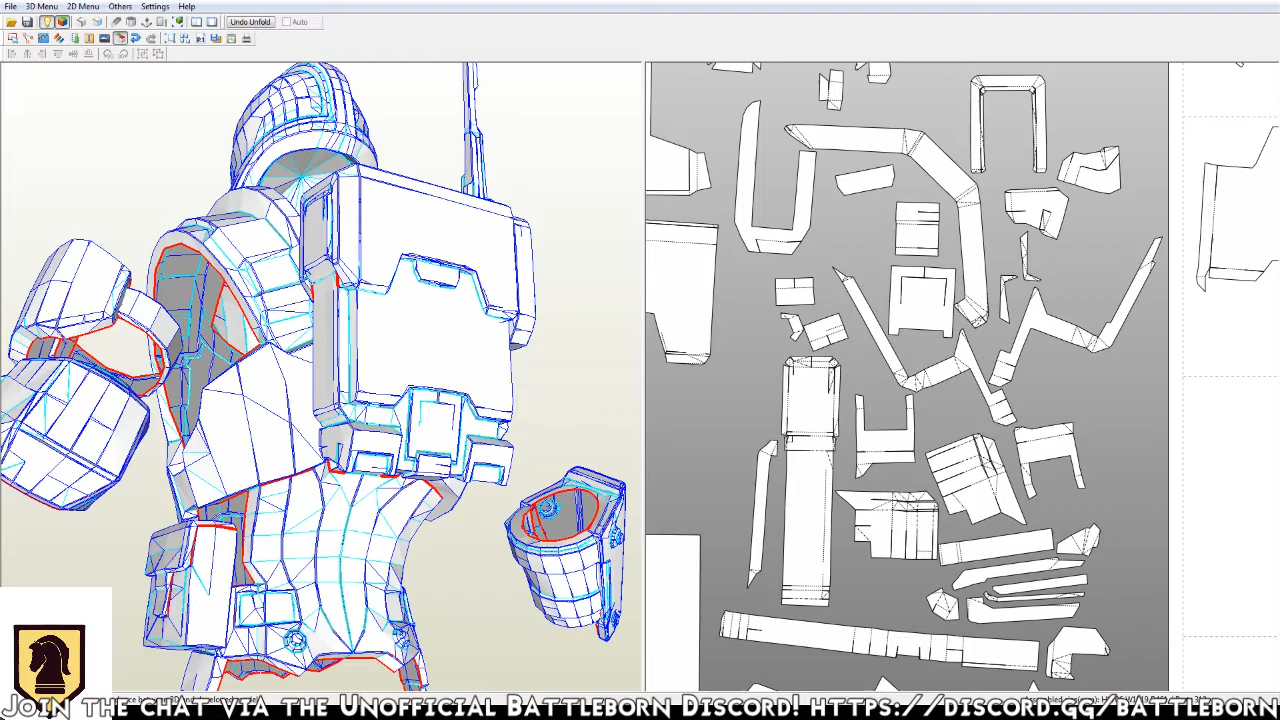 File 3D Menu 2D Menu Others Settings Help
Undo Unfold Auto
Join the chat via the Unofficial Battleborn Discord! https://discord.gg/Battleborn